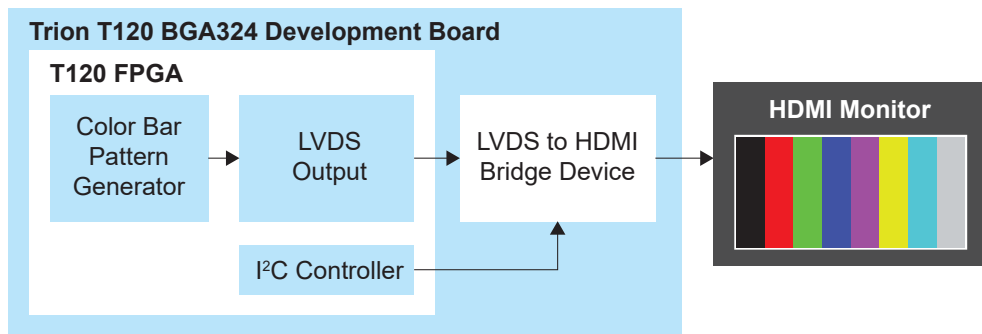 Trion T120 BGA324 Development Board
T120 FPGA
Color Bar
Pattern
Generator
LVDS
Output
LVDS to HDMI
Bridge Device
I²C Controller
HDMI Monitor